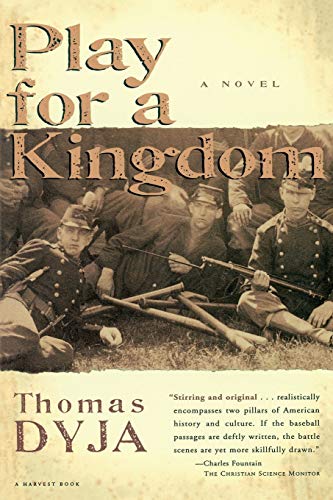 Play
for a
A NOVEL
Kingdom
Thomas
DYJA
"Stirring and original . . . realistically
encompasses two pillars of American
history and culture. If the baseball
passages are deftly written, the battle
scenes are yet more skillfully drawn."
—Charles Fountain
THE CHRISTIAN SCIENCE MONITOR
A HARVEST BOOK